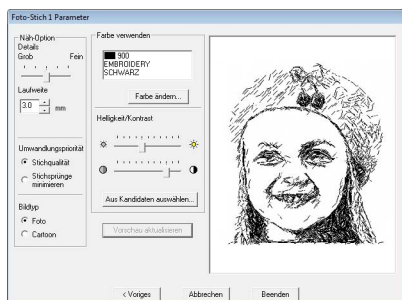 Foto-Stich 1 Parameter
Näh-Option
Details
Grob Fein
Laufweite
3.0 mm
Umwandlungspriorität
Stichqualität
Stichsprünge
minimieren
Bildtyp
Foto
Cartoon
Farbe verwenden
900
EMBROIDERY
SCHWARZ
Farbe ändern...
Helligkeit/Kontrast
Aus Kandidaten auswählen...
Vorschau aktualisieren
< Voriges Abbrechen Beenden